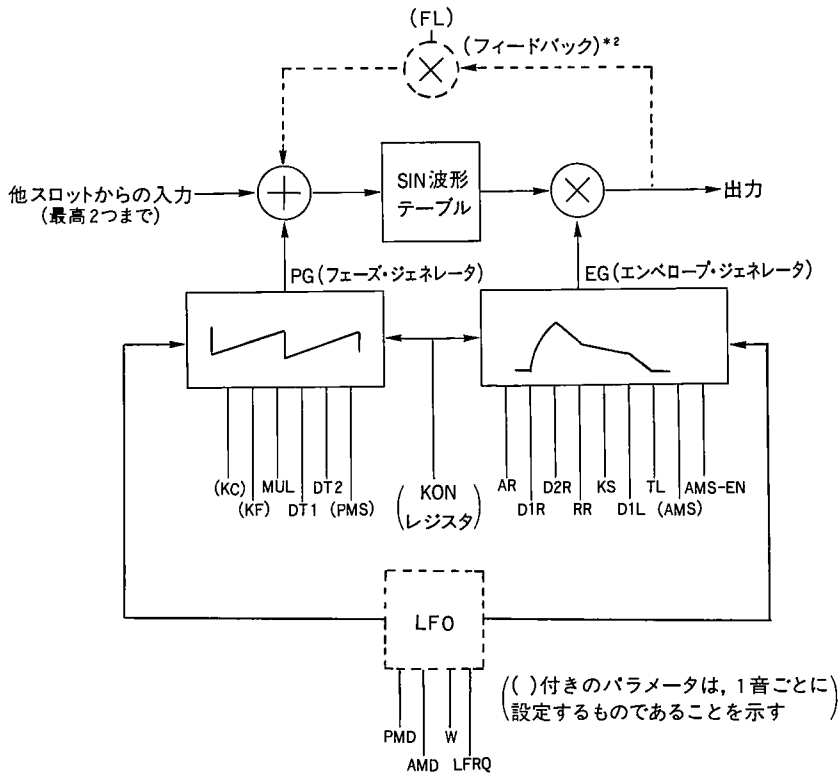 (FL)
(フィードバック)*2
×
他スロットからの入力
(最高2つまで)
+
SIN波形
テーブル
×
出力
PG(フェーズ・ジェネレータ)
EG(エンベロープ・ジェネレータ)
(KC)
(KF)
MUL
DT1
DT2
(PMS)
(KON
レジスタ)
AR
D1R
D2R
RR
KS
D1L
TL
(AMS)
AMS-EN
LFO
PMD
AMD
W
LFRQ
(( )付きのパラメータは, 1音ごとに
設定するものであることを示す)